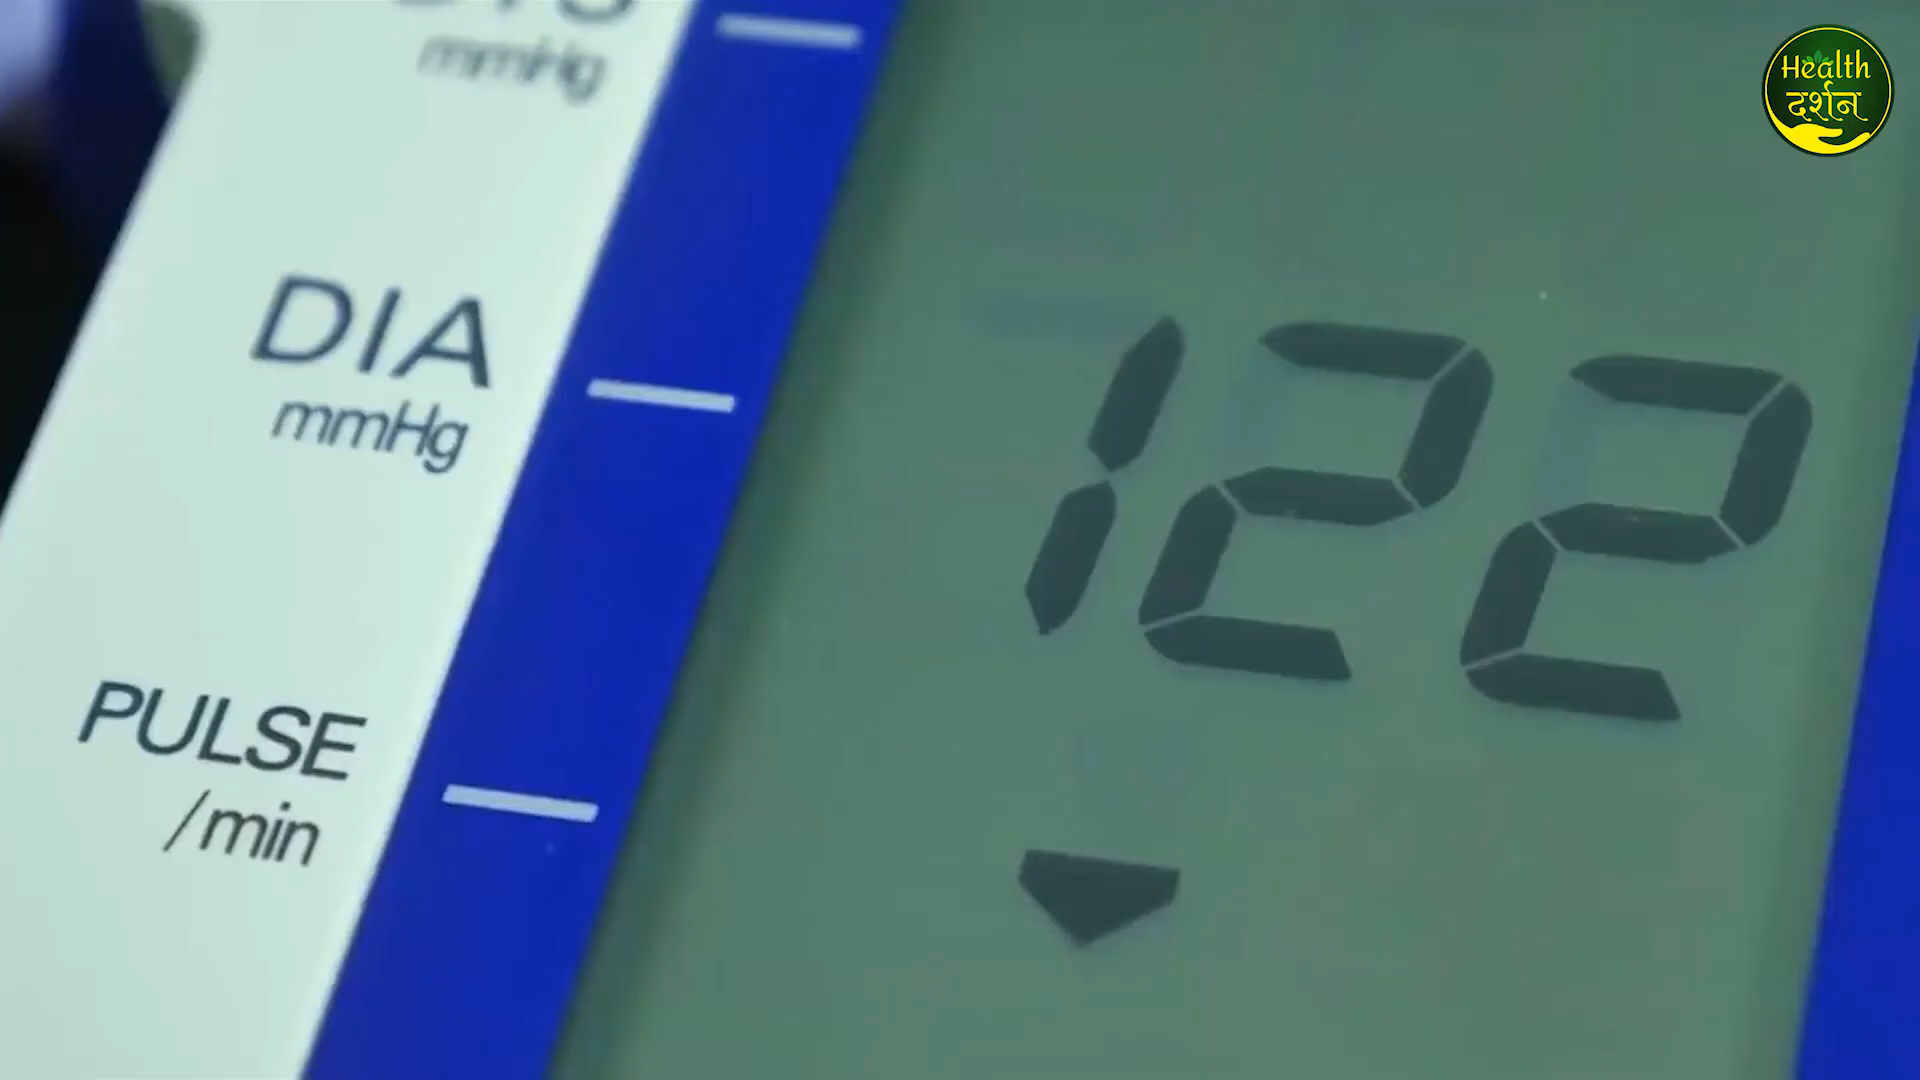 mmHg
DIA
mmHg
PULSE
/min
122
Health
दर्शन